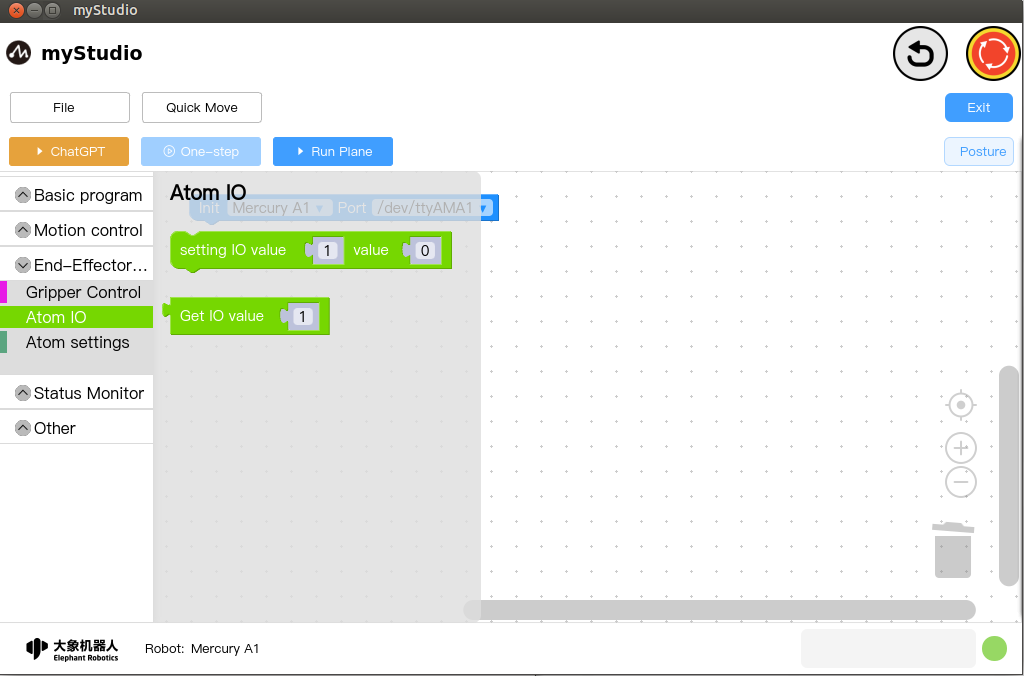 myStudio
myStudio
File
Quick Move
Exit
ChatGPT
One-step
Run Plane
Posture
Basic program
Motion control
End-Effector...
Gripper Control
Atom IO
Atom settings
Status Monitor
Other
Atom IO
Init Mercury A1 ▾ Port /dev/ttyAMA1 ▾
setting IO value 1 value 0
Get IO value 1
大象机器人
Elephant Robotics
Robot: Mercury A1